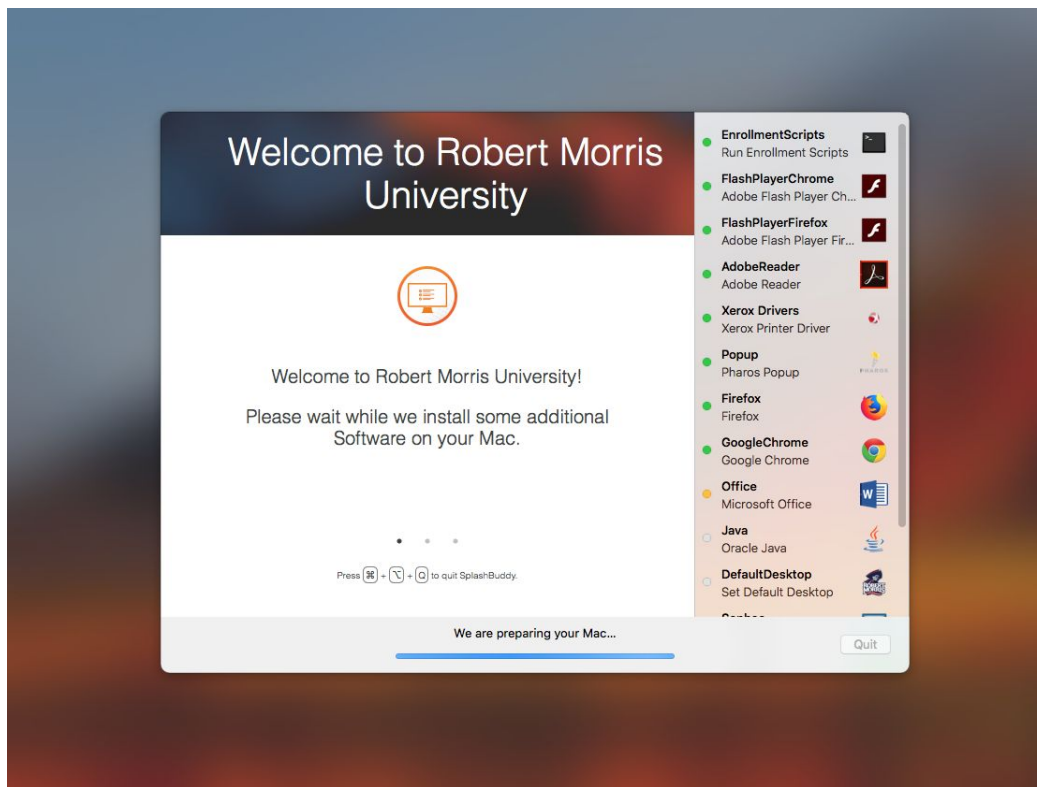 Welcome to Robert Morris
University
Welcome to Robert Morris University!
Please wait while we install some additional
Software on your Mac.
Press ⌘ + ⌥ + Q to quit SplashBuddy.
EnrollmentScripts
Run Enrollment Scripts
FlashPlayerChrome
Adobe Flash Player Ch...
FlashPlayerFirefox
Adobe Flash Player Fir...
AdobeReader
Adobe Reader
Xerox Drivers
Xerox Printer Driver
Popup
Pharos Popup
PHAROS
Firefox
Firefox
GoogleChrome
Google Chrome
Office
Microsoft Office
W
Java
Oracle Java
DefaultDesktop
Set Default Desktop
ROBERT
MORRIS
We are preparing your Mac...
Quit